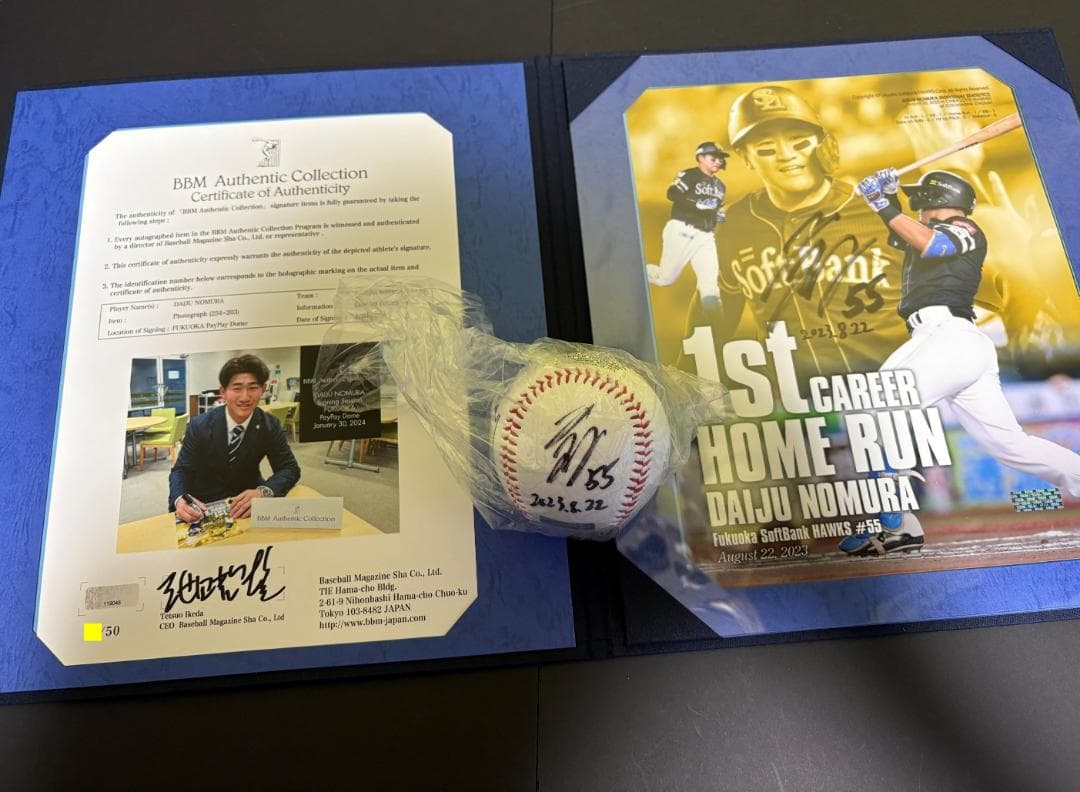 BBM Authentic Collection
Certificate of Authenticity
The authenticity of「BBM Authentic Collection」signature items is fully guaranteed by taking the
following steps :
1. Every autographed item in the BBM Authentic Collection Program is witnessed and authenticated
by a director of Baseball Magazine Sha Co., Ltd. or representative.
2. This certificate of authenticity expressly warrants the authenticity of the depicted athlete's signature.
3. The identification number below corresponds to the holographic marking on the actual item and
certificate of authenticity.
Player Name(s) : DAIJU NOMURA Team :
Item : Photograph (254×203) Information
Location of Signing : FUKUOKA PayPay Dome Date of Sign
DAIJU NOMURA
Signing Session
FUKUOKA
PayPay Dome
January 30, 2024
BBM Authentic Collection
Tetsuo Ikeda
CEO Baseball Magazine Sha Co., Ltd
/50
Baseball Magazine Sha Co., Ltd.
TIE Hama-cho Bldg.
2-61-9 Nihonbashi Hama-cho Chuo-ku
Tokyo 103-8482 JAPAN
http://www.bbm-japan.com
55
2023.8.22
SoftBank
55
2023.8.22
1st CAREER
HOME RUN
DAIJU NOMURA
Fukuoka SoftBank HAWKS #55
August 22, 2023